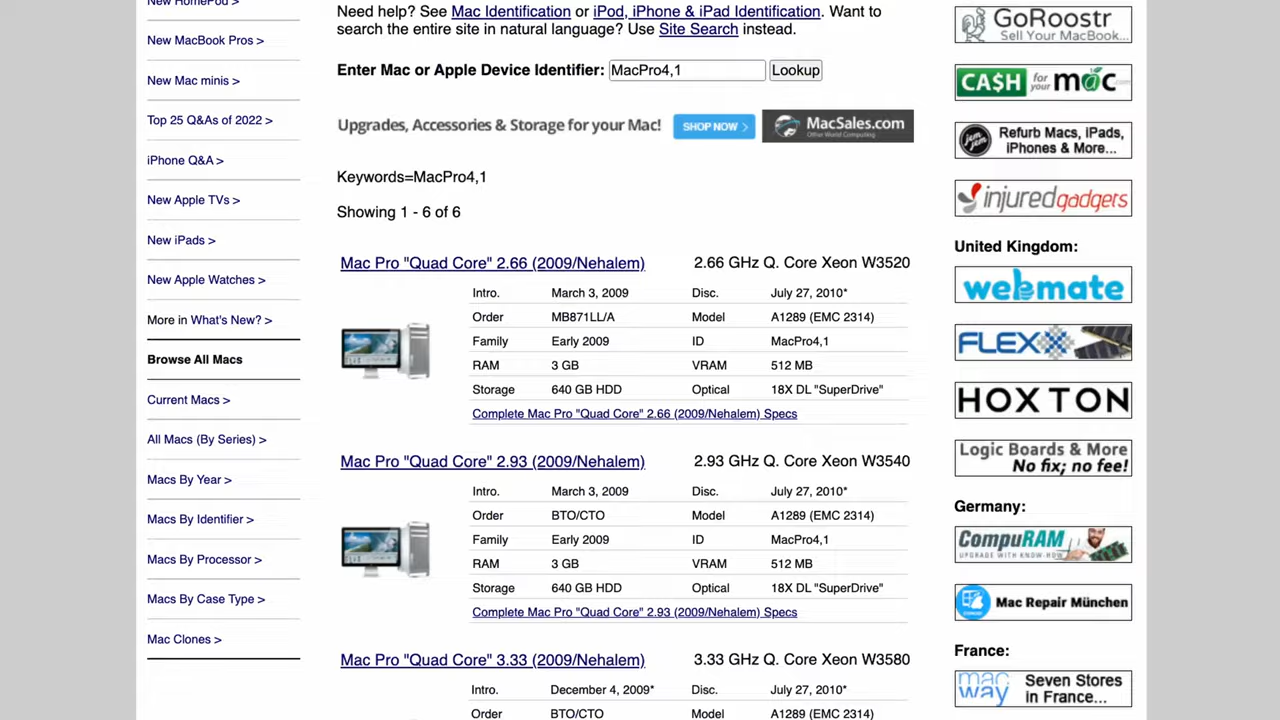 New HomePod >
New MacBook Pros >
New Mac minis >
Top 25 Q&As of 2022 >
iPhone Q&A >
New Apple TVs >
New iPads >
New Apple Watches >
More in What's New? >
Browse All Macs
Current Macs >
All Macs (By Series) >
Macs By Year >
Macs By Identifier >
Macs By Processor >
Macs By Case Type >
Mac Clones >
Need help? See Mac Identification or iPod, iPhone & iPad Identification. Want to
search the entire site in natural language? Use Site Search instead.
Enter Mac or Apple Device Identifier: MacPro4,1 Lookup
Upgrades, Accessories & Storage for your Mac! SHOP NOW > MacSales.com
Other World Computing
Keywords=MacPro4,1
Showing 1 - 6 of 6
Mac Pro "Quad Core" 2.66 (2009/Nehalem) 2.66 GHz Q. Core Xeon W3520
Intro. March 3, 2009 Disc. July 27, 2010*
Order MB871LL/A Model A1289 (EMC 2314)
Family Early 2009 ID MacPro4,1
RAM 3 GB VRAM 512 MB
Storage 640 GB HDD Optical 18X DL "SuperDrive"
Complete Mac Pro "Quad Core" 2.66 (2009/Nehalem) Specs
Mac Pro "Quad Core" 2.93 (2009/Nehalem) 2.93 GHz Q. Core Xeon W3540
Intro. March 3, 2009 Disc. July 27, 2010*
Order BTO/CTO Model A1289 (EMC 2314)
Family Early 2009 ID MacPro4,1
RAM 3 GB VRAM 512 MB
Storage 640 GB HDD Optical 18X DL "SuperDrive"
Complete Mac Pro "Quad Core" 2.93 (2009/Nehalem) Specs
Mac Pro "Quad Core" 3.33 (2009/Nehalem) 3.33 GHz Q. Core Xeon W3580
Intro. December 4, 2009* Disc. July 27, 2010*
Order BTO/CTO Model A1289 (EMC 2314)
GoRoostr
Sell Your MacBook...
CA$H for your mac .com
jemjem
Refurb Macs, iPads,
iPhones & More...
injuredgadgets
United Kingdom:
webmate
FLEXX
HOXTON
Logic Boards & More
No fix; no fee!
Germany:
CompuRAM
UPGRADE WITH KNOW-HOW
Mac Repair München
France:
mac
way
Seven Stores
in France...